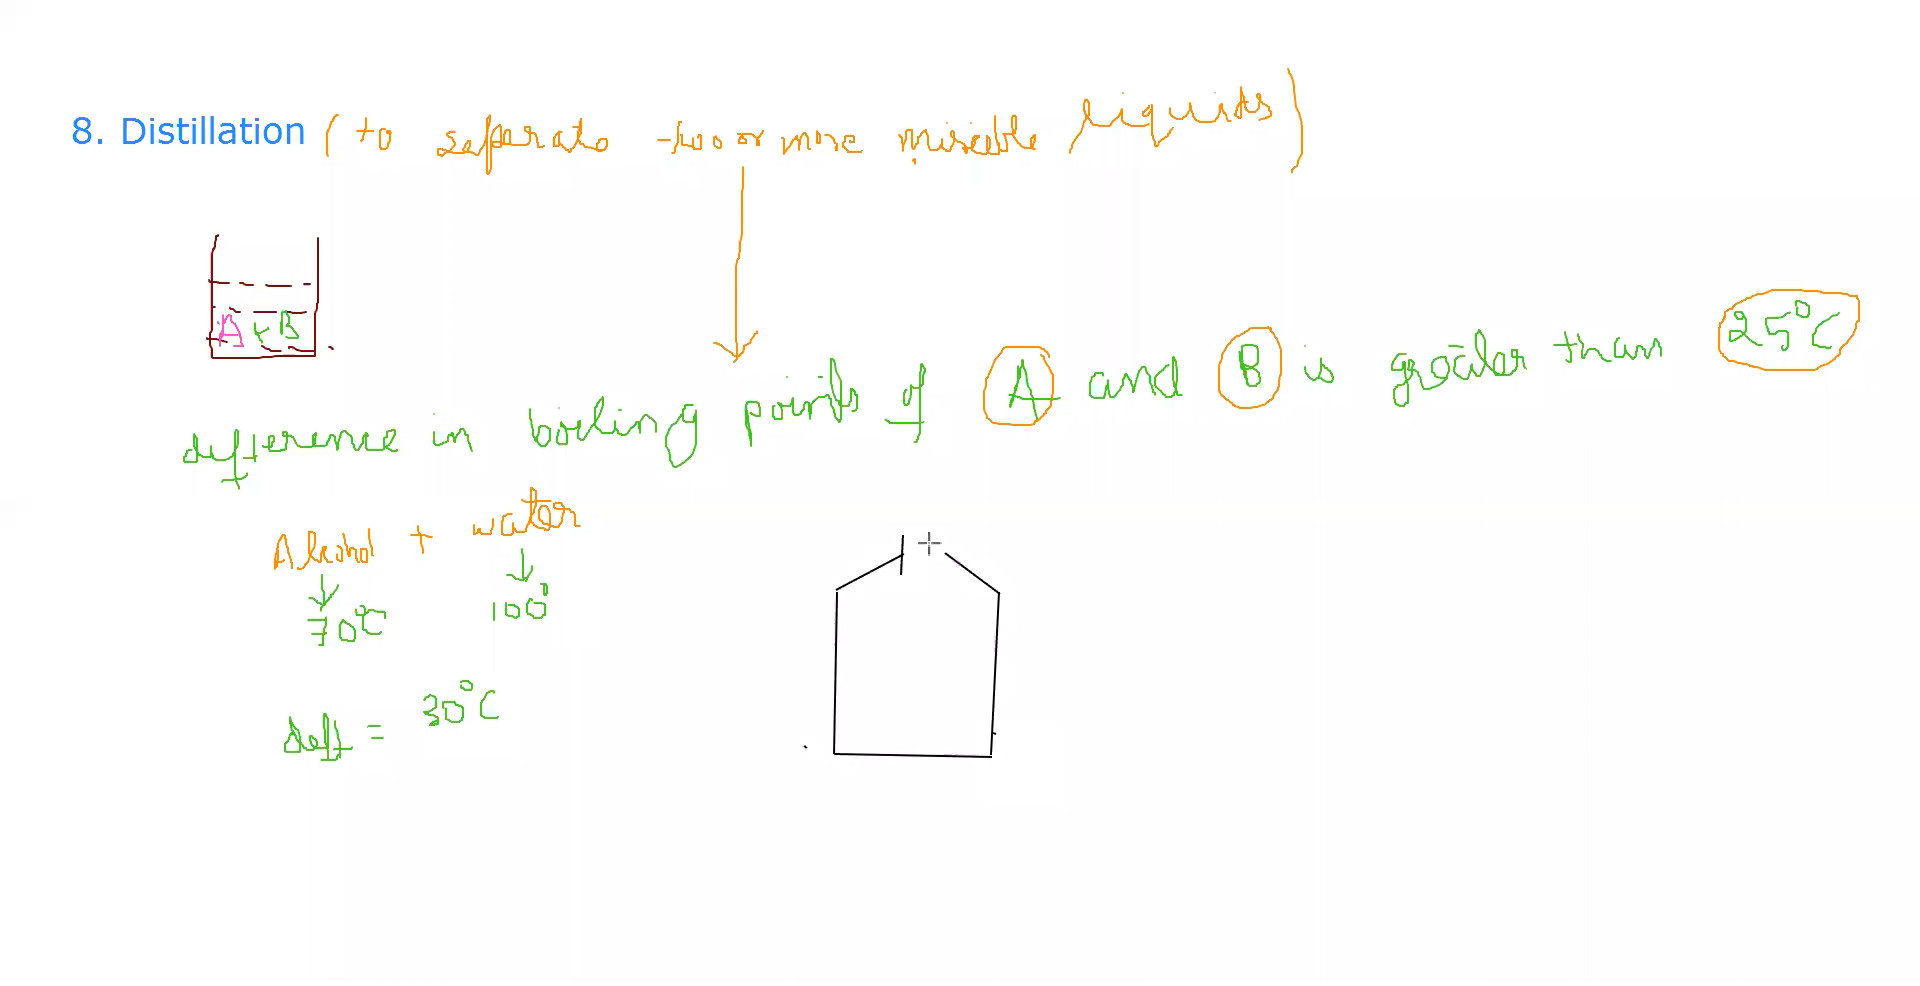 8. Distillation ( to seperate two or more miscible liquids )
A + B
difference in boiling points of A and B is greater than 25°C
Alcohol + water
70°C 100°
diff = 30°C